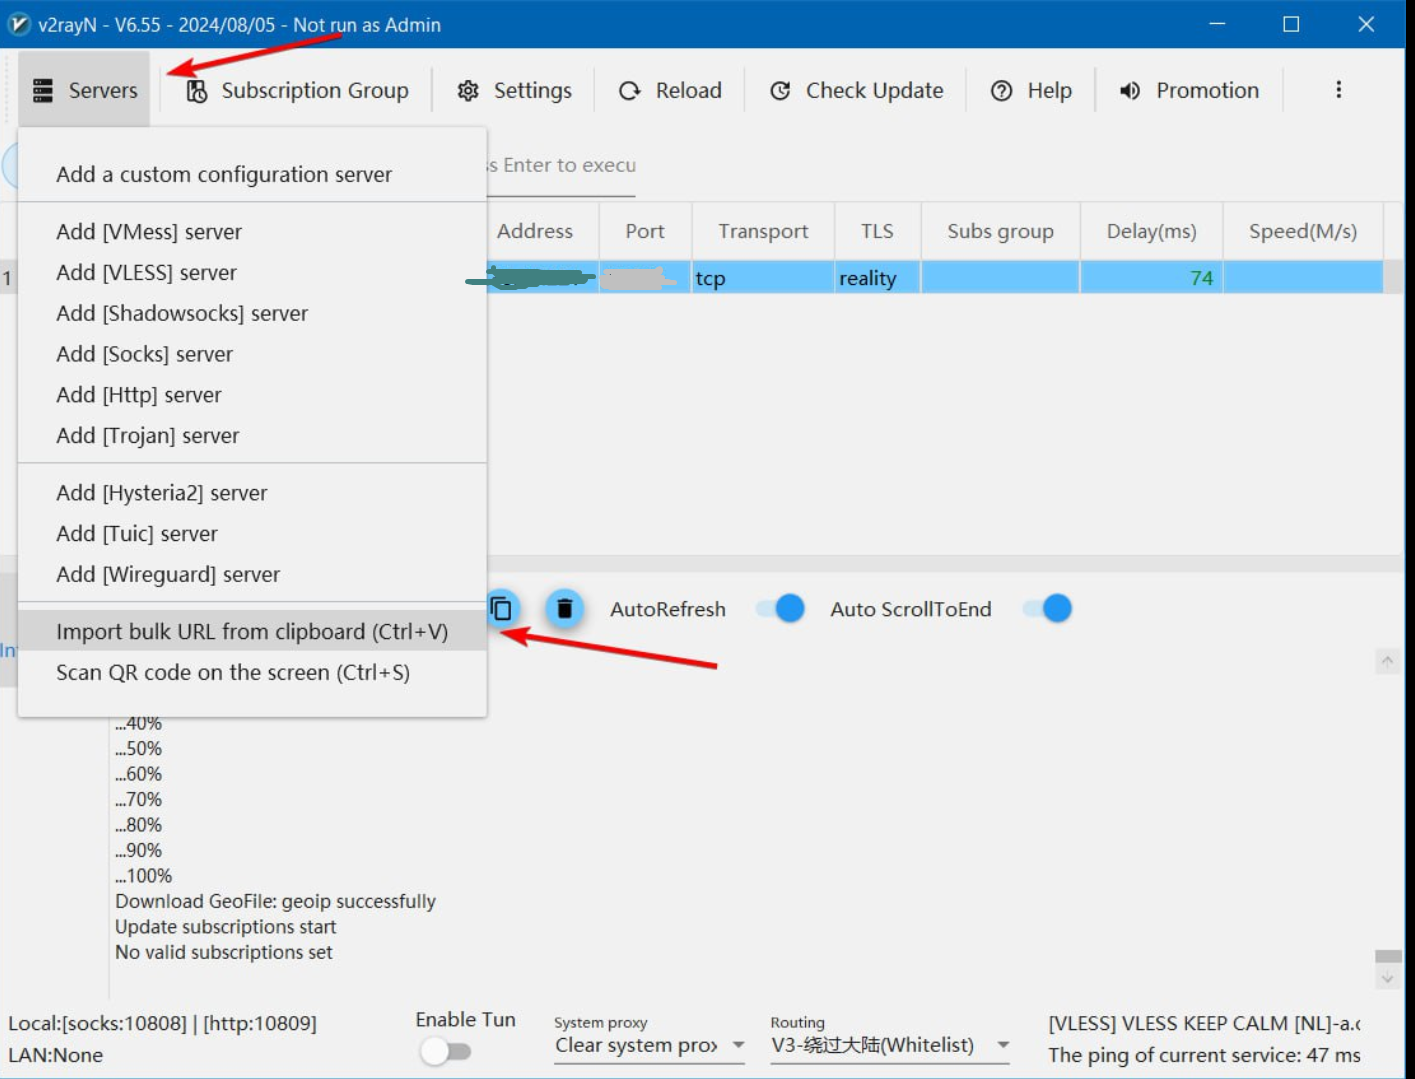 v2rayN - V6.55 - 2024/08/05 - Not run as Admin
Servers
Subscription Group
Settings
Reload
Check Update
Help
Promotion
Add a custom configuration server
Enter to execu
Add [VMess] server
Add [VLESS] server
Add [Shadowsocks] server
Add [Socks] server
Add [Http] server
Add [Trojan] server
Add [Hysteria2] server
Add [Tuic] server
Add [Wireguard] server
Import bulk URL from clipboard (Ctrl+V)
Scan QR code on the screen (Ctrl+S)
Address Port Transport TLS Subs group Delay(ms) Speed(M/s)
1 tcp reality 74
AutoRefresh
Auto ScrollToEnd
...40%
...50%
...60%
...70%
...80%
...90%
...100%
Download GeoFile: geoip successfully
Update subscriptions start
No valid subscriptions set
Local:[socks:10808] | [http:10809]
LAN:None
Enable Tun
System proxy
Clear system pro
Routing
V3-绕过大陆(Whitelist)
[VLESS] VLESS KEEP CALM [NL]-a.
The ping of current service: 47 ms